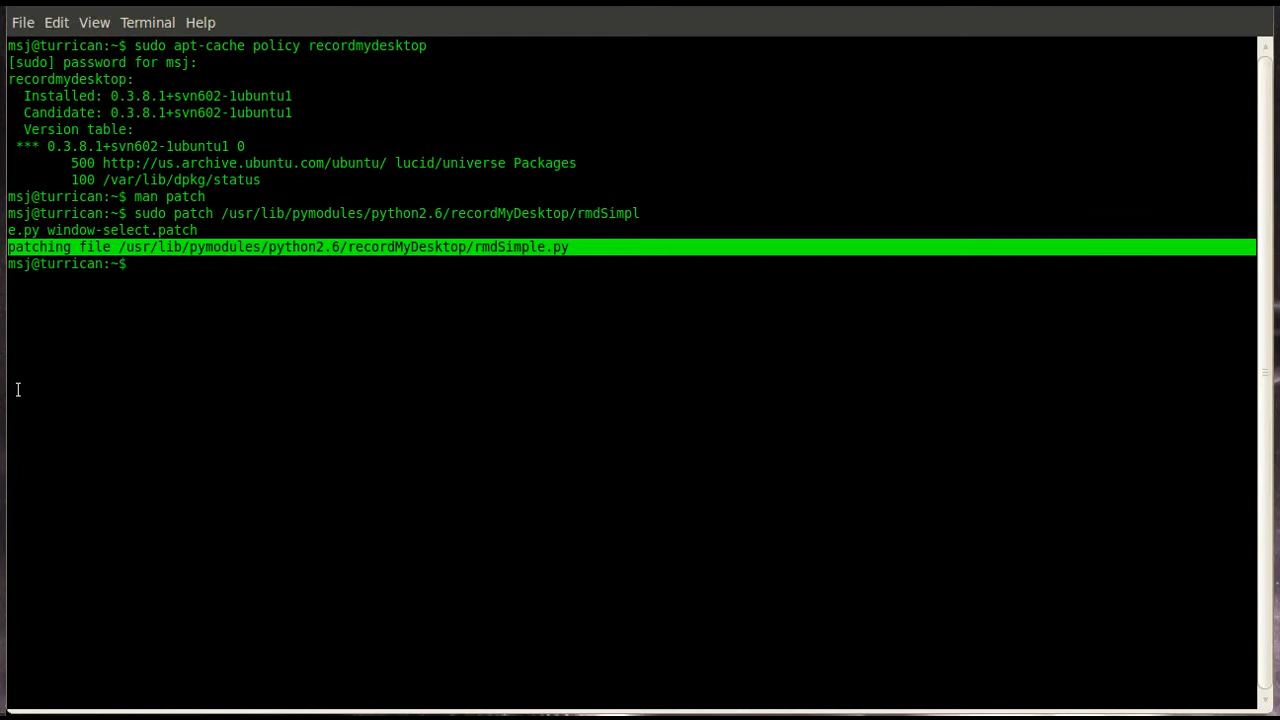 File Edit View Terminal Help
msj@turrican:~$ sudo apt-cache policy recordmydesktop
[sudo] password for msj:
recordmydesktop:
  Installed: 0.3.8.1+svn602-1ubuntu1
  Candidate: 0.3.8.1+svn602-1ubuntu1
  Version table:
 *** 0.3.8.1+svn602-1ubuntu1 0
        500 http://us.archive.ubuntu.com/ubuntu/ lucid/universe Packages
        100 /var/lib/dpkg/status
msj@turrican:~$ man patch
msj@turrican:~$ sudo patch /usr/lib/pymodules/python2.6/recordMyDesktop/rmdSimpl
e.py window-select.patch
patching file /usr/lib/pymodules/python2.6/recordMyDesktop/rmdSimple.py
msj@turrican:~$